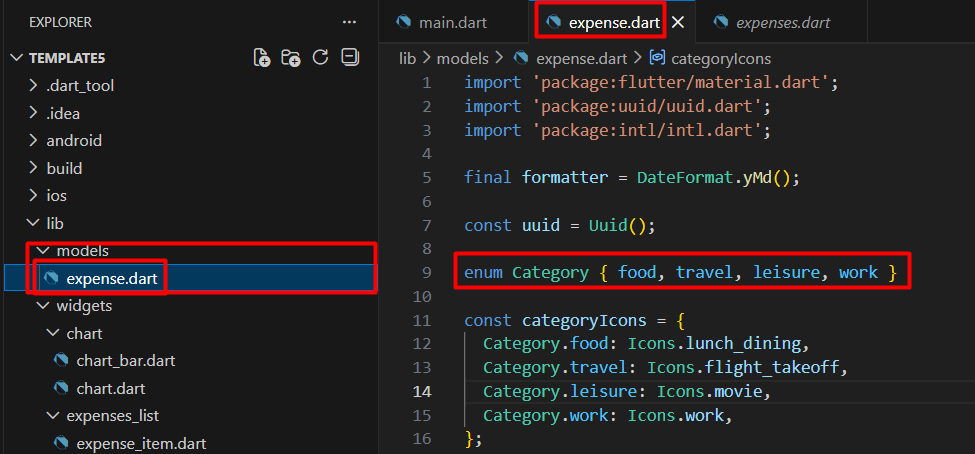 EXPLORER
...
TEMPLATE5
.dart_tool
.idea
android
build
ios
lib
models
expense.dart
widgets
chart
chart_bar.dart
chart.dart
expenses_list
expense_item.dart
main.dart
expense.dart
expenses.dart
lib > models > expense.dart > categoryIcons
1 import 'package:flutter/material.dart';
2 import 'package:uuid/uuid.dart';
3 import 'package:intl/intl.dart';
4
5 final formatter = DateFormat.yMd();
6
7 const uuid = Uuid();
8
9 enum Category { food, travel, leisure, work }
10
11 const categoryIcons = {
12 Category.food: Icons.lunch_dining,
13 Category.travel: Icons.flight_takeoff,
14 Category.leisure: Icons.movie,
15 Category.work: Icons.work,
16 };